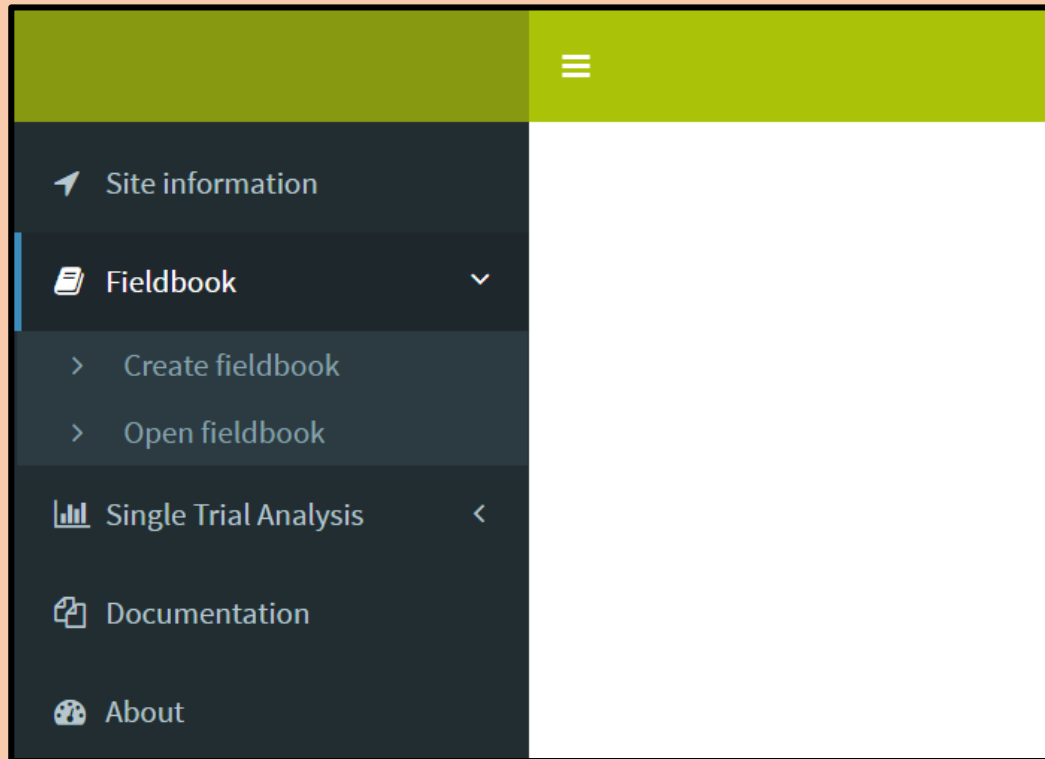 Site information
Fieldbook
Create fieldbook
Open fieldbook
Single Trial Analysis
Documentation
About